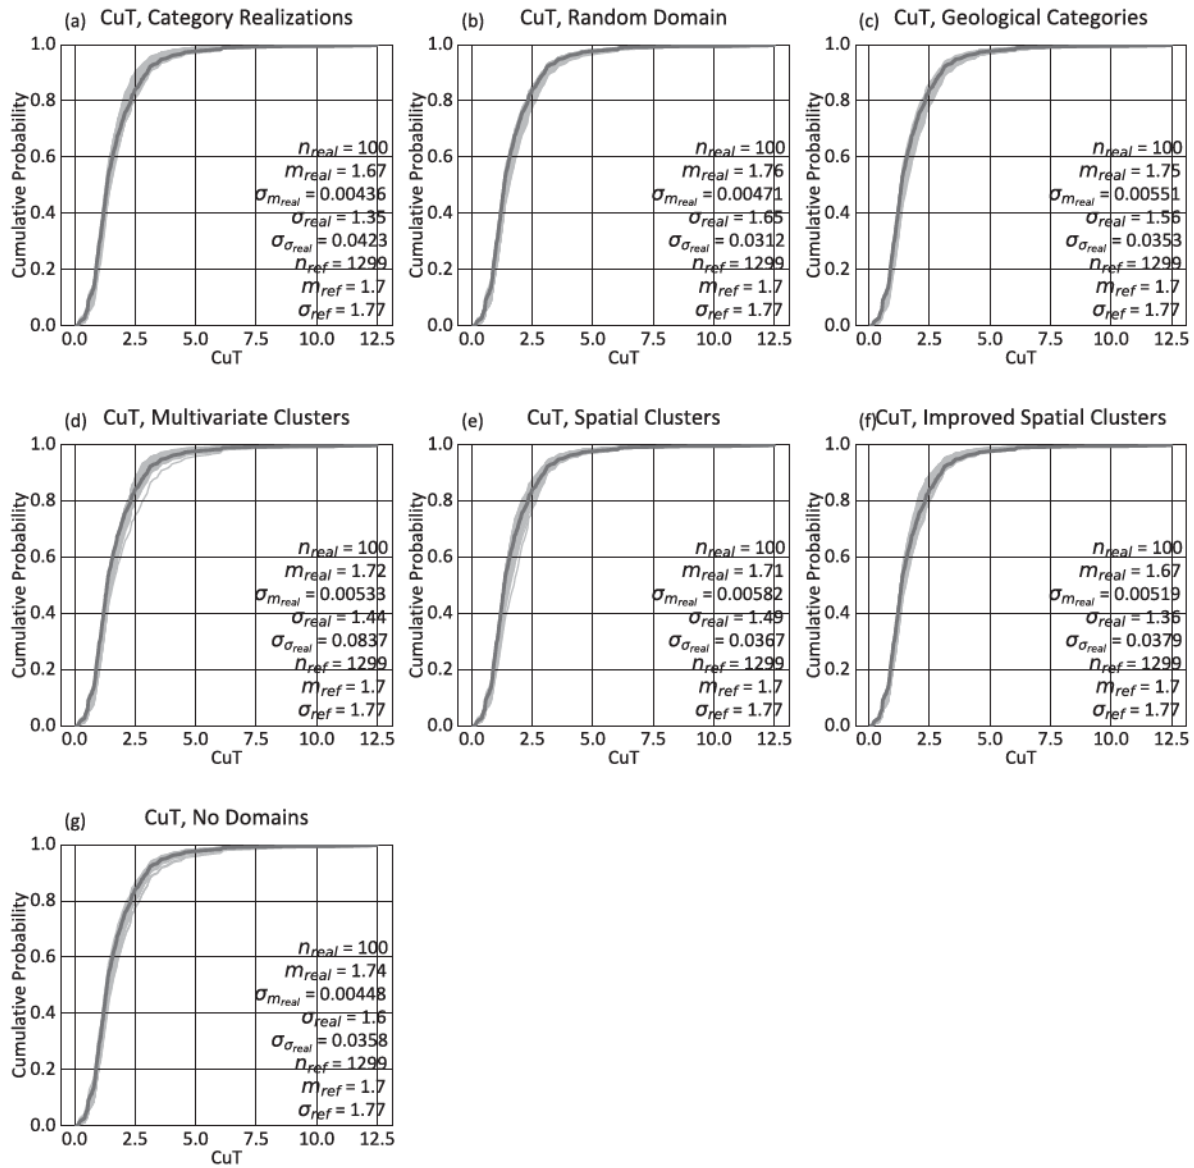 (a) CuT, Category Realizations
1.0
0.8
0.6
0.4
0.2
0.0
Cumulative Probability
n_real = 100
m_real = 1.67
σ_m_real = 0.00436
σ_real = 1.35
σ_σ_real = 0.0423
n_ref = 1299
m_ref = 1.7
σ_ref = 1.77
0.0 2.5 5.0 7.5 10.0 12.5
CuT
(b) CuT, Random Domain
1.0
0.8
0.6
0.4
0.2
0.0
Cumulative Probability
n_real = 100
m_real = 1.76
σ_m_real = 0.00471
σ_real = 1.65
σ_σ_real = 0.0312
n_ref = 1299
m_ref = 1.7
σ_ref = 1.77
0.0 2.5 5.0 7.5 10.0 12.5
CuT
(c) CuT, Geological Categories
1.0
0.8
0.6
0.4
0.2
0.0
Cumulative Probability
n_real = 100
m_real = 1.75
σ_m_real = 0.00551
σ_real = 1.56
σ_σ_real = 0.0353
n_ref = 1299
m_ref = 1.7
σ_ref = 1.77
0.0 2.5 5.0 7.5 10.0 12.5
CuT
(d) CuT, Multivariate Clusters
1.0
0.8
0.6
0.4
0.2
0.0
Cumulative Probability
n_real = 100
m_real = 1.72
σ_m_real = 0.00533
σ_real = 1.44
σ_σ_real = 0.0837
n_ref = 1299
m_ref = 1.7
σ_ref = 1.77
0.0 2.5 5.0 7.5 10.0 12.5
CuT
(e) CuT, Spatial Clusters
1.0
0.8
0.6
0.4
0.2
0.0
Cumulative Probability
n_real = 100
m_real = 1.71
σ_m_real = 0.00582
σ_real = 1.49
σ_σ_real = 0.0367
n_ref = 1299
m_ref = 1.7
σ_ref = 1.77
0.0 2.5 5.0 7.5 10.0 12.5
CuT
(f) CuT, Improved Spatial Clusters
1.0
0.8
0.6
0.4
0.2
0.0
Cumulative Probability
n_real = 100
m_real = 1.67
σ_m_real = 0.00519
σ_real = 1.36
σ_σ_real = 0.0379
n_ref = 1299
m_ref = 1.7
σ_ref = 1.77
0.0 2.5 5.0 7.5 10.0 12.5
CuT
(g) CuT, No Domains
1.0
0.8
0.6
0.4
0.2
0.0
Cumulative Probability
n_real = 100
m_real = 1.74
σ_m_real = 0.00448
σ_real = 1.6
σ_σ_real = 0.0358
n_ref = 1299
m_ref = 1.7
σ_ref = 1.77
0.0 2.5 5.0 7.5 10.0 12.5
CuT